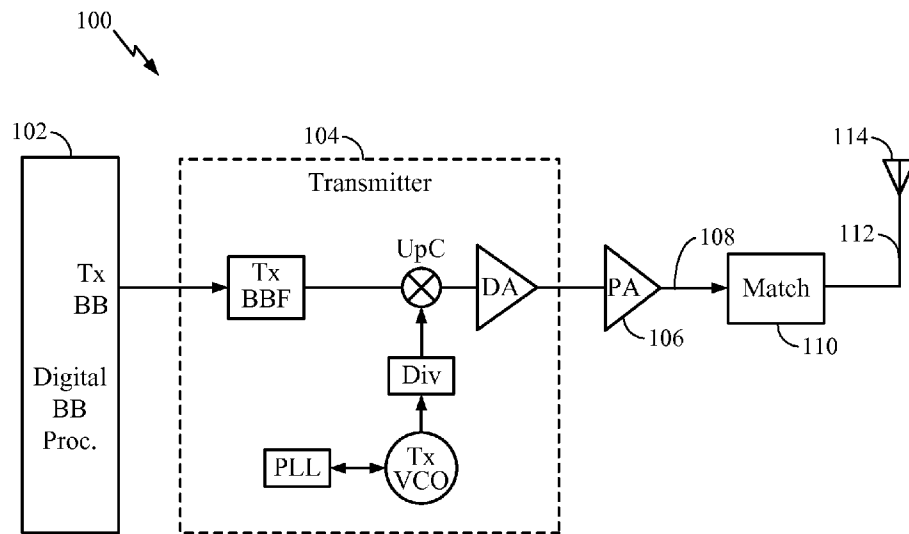 100
102
104
Transmitter
114
Tx
BB
Digital
BB
Proc.
Tx
BBF
UpC
DA
PA
106
108
Match
110
112
Div
PLL
Tx
VCO